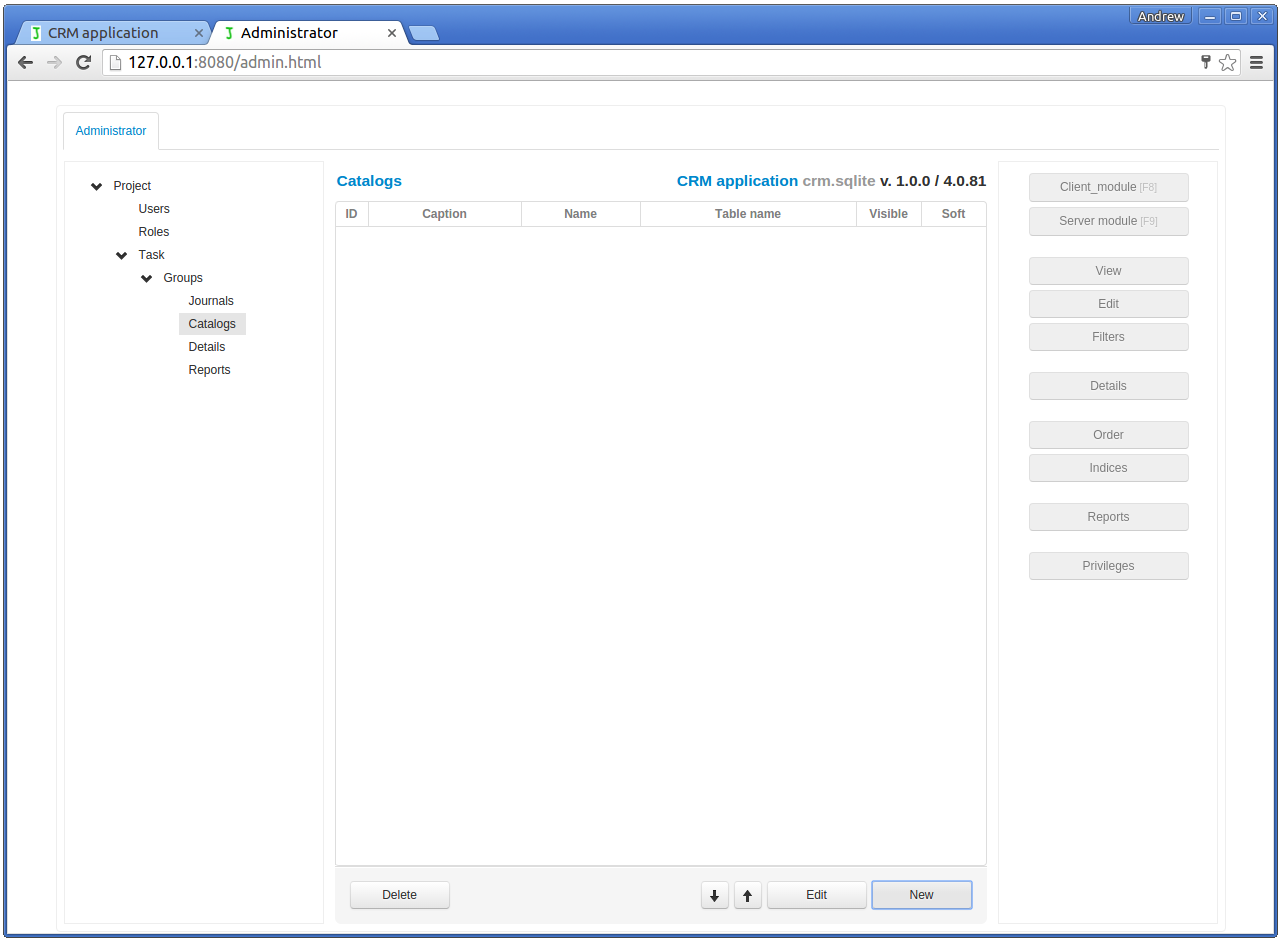 Andrew
CRM application
Administrator
127.0.0.1:8080/admin.html
Administrator
Project
Users
Roles
Task
Groups
Journals
Catalogs
Details
Reports
Catalogs
CRM application crm.sqlite v. 1.0.0 / 4.0.81
ID Caption Name Table name Visible Soft
Delete
Edit
New
Client_module [F8]
Server module [F9]
View
Edit
Filters
Details
Order
Indices
Reports
Privileges